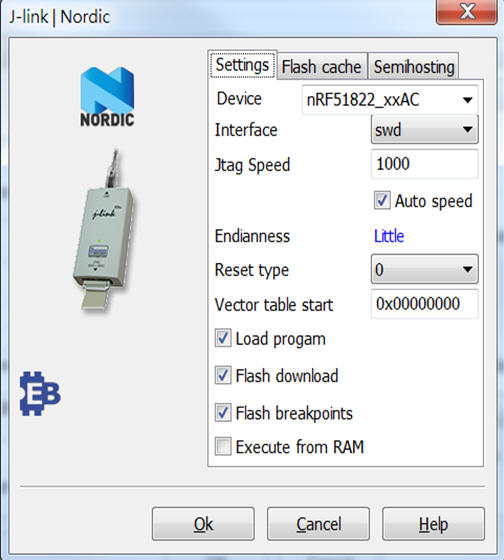 J-link | Nordic
X
Settings Flash cache Semihosting
Device nRF51822_xxAC
Interface swd
Jtag Speed 1000
Auto speed
Endianness Little
Reset type 0
Vector table start 0x00000000
Load progam
Flash download
Flash breakpoints
Execute from RAM
NORDIC
j-link
EB
Ok Cancel Help